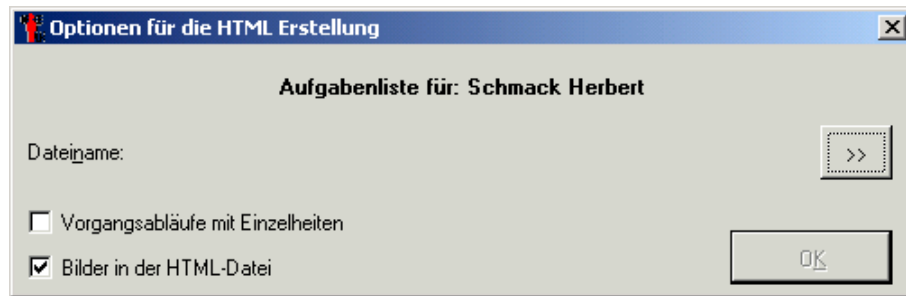 Optionen für die HTML Erstellung
Aufgabenliste für: Schmack Herbert
Dateiname:
>>
Vorgangsabläufe mit Einzelheiten
Bilder in der HTML-Datei
OK